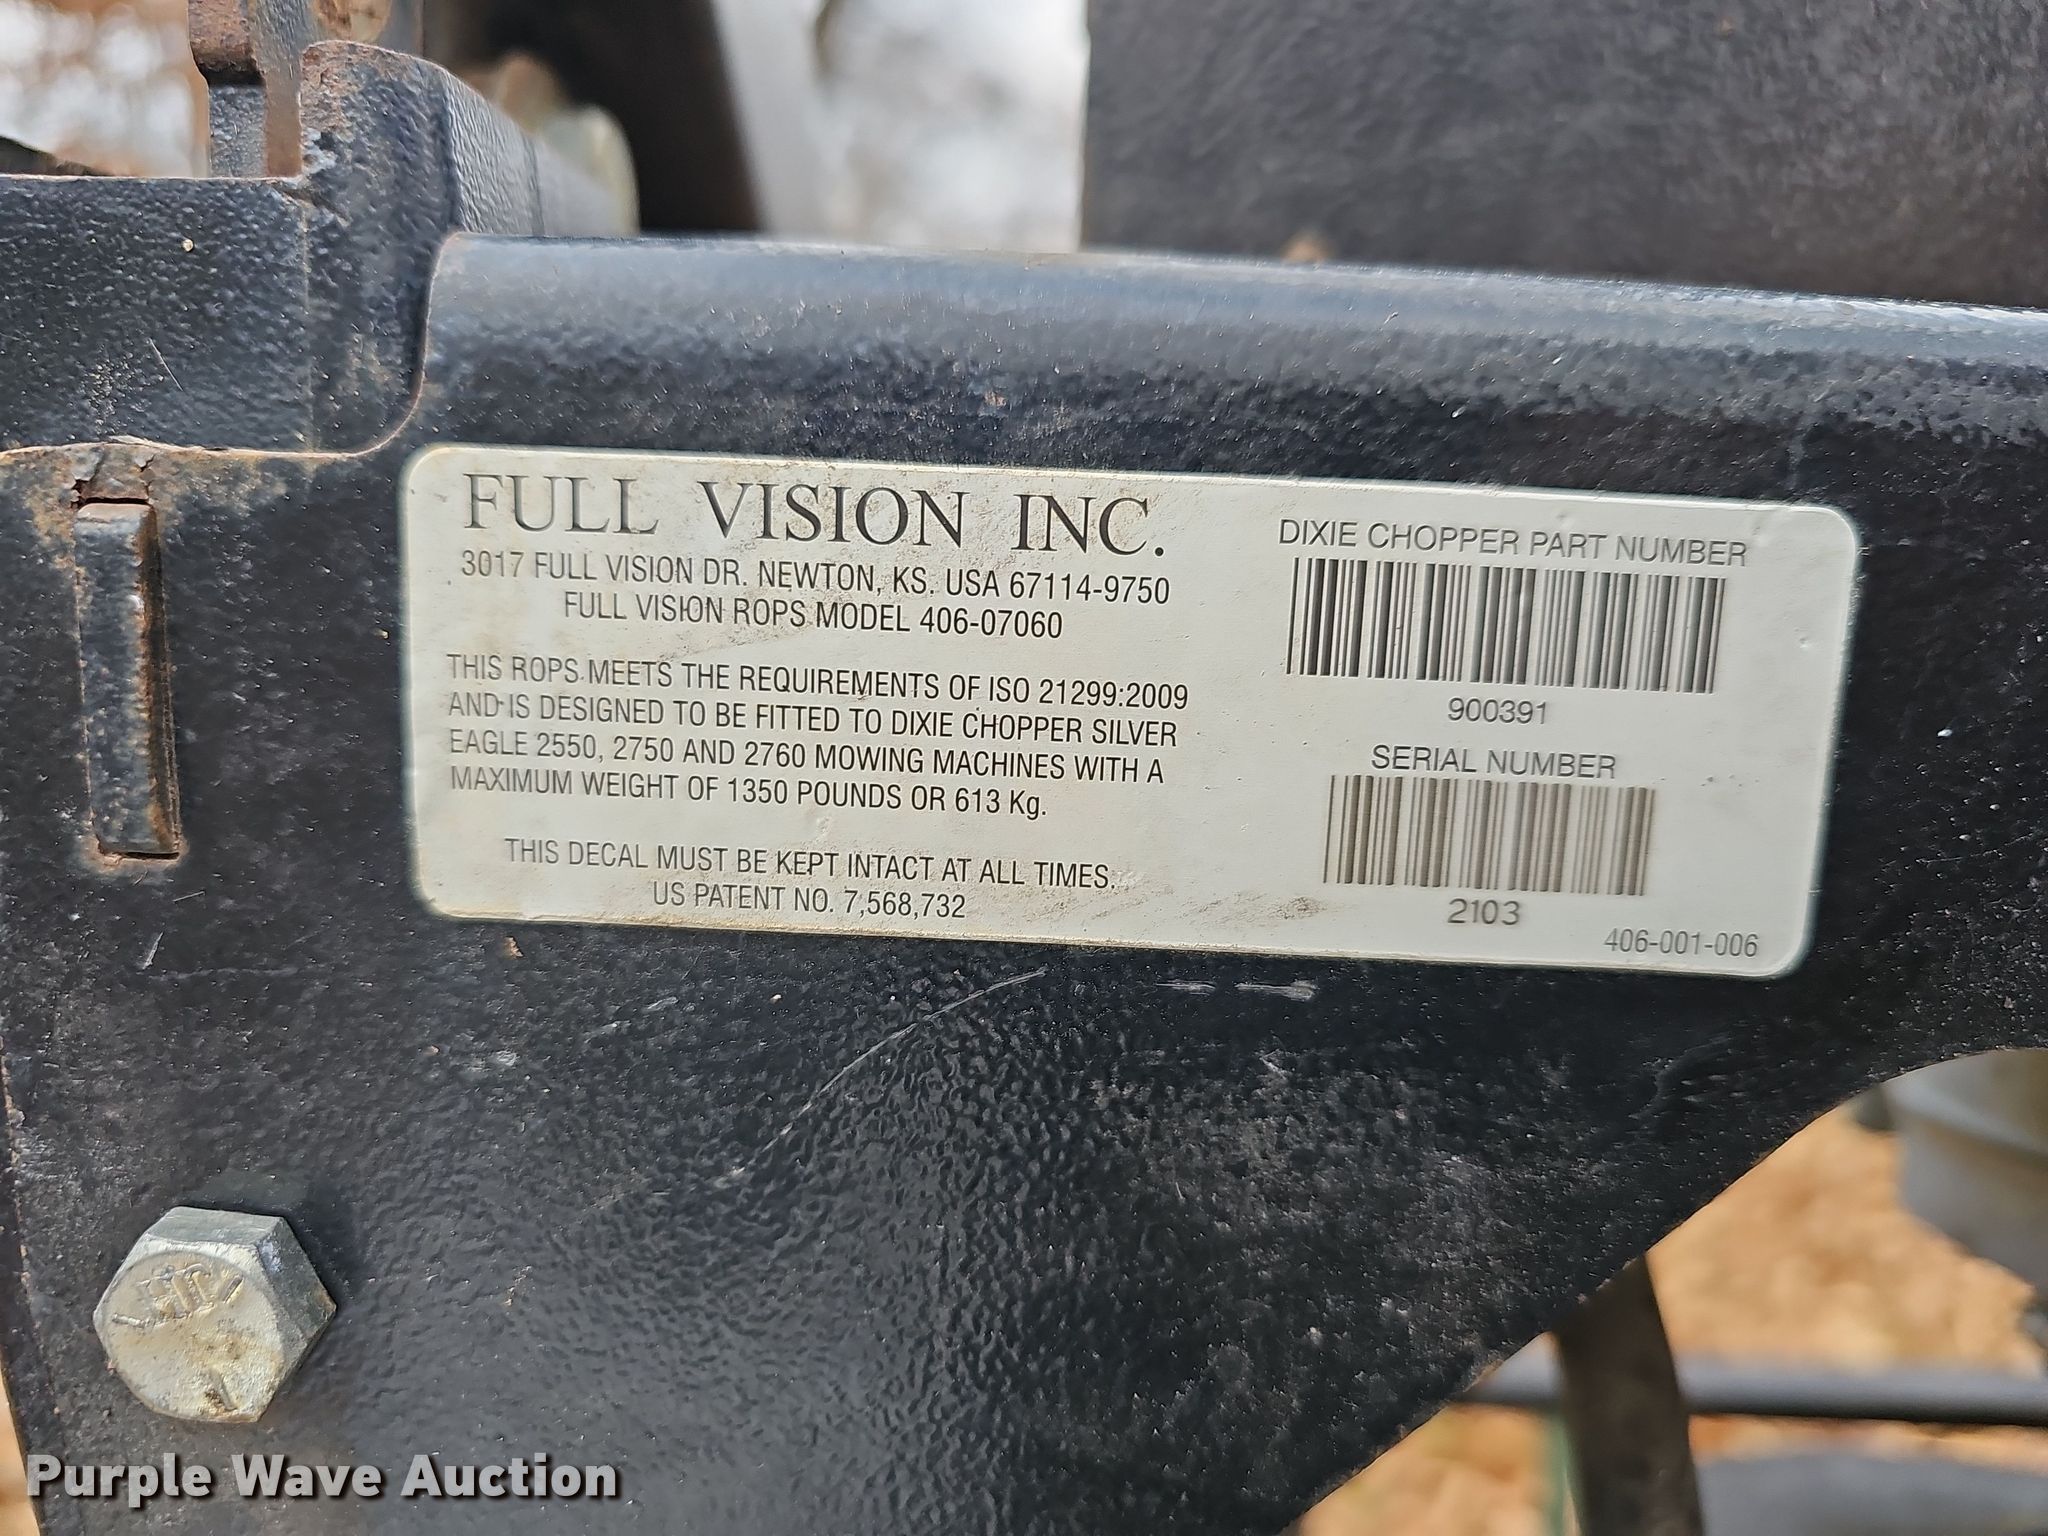 FULL VISION INC.
3017 FULL VISION DR. NEWTON, KS. USA 67114-9750
FULL VISION ROPS MODEL 406-07060
THIS ROPS MEETS THE REQUIREMENTS OF ISO 21299:2009
AND IS DESIGNED TO BE FITTED TO DIXIE CHOPPER SILVER
EAGLE 2550, 2750 AND 2760 MOWING MACHINES WITH A
MAXIMUM WEIGHT OF 1350 POUNDS OR 613 Kg.
THIS DECAL MUST BE KEPT INTACT AT ALL TIMES.
US PATENT NO. 7,568,732
DIXIE CHOPPER PART NUMBER
900391
SERIAL NUMBER
2103
406-001-006
Purple Wave Auction